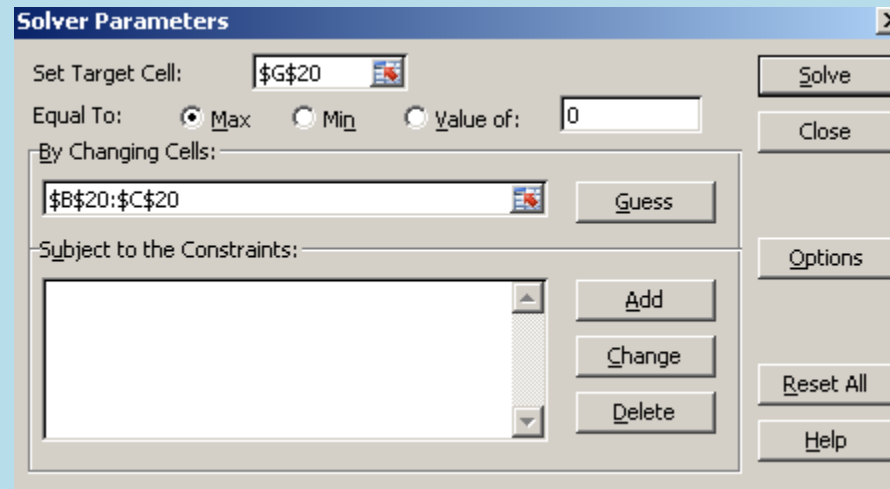 Solver Parameters
Set Target Cell: $G$20
Solve
Equal To: Max Min Value of: 0
Close
By Changing Cells:
$B$20:$C$20
Guess
Subject to the Constraints:
Options
Add
Change
Reset All
Delete
Help